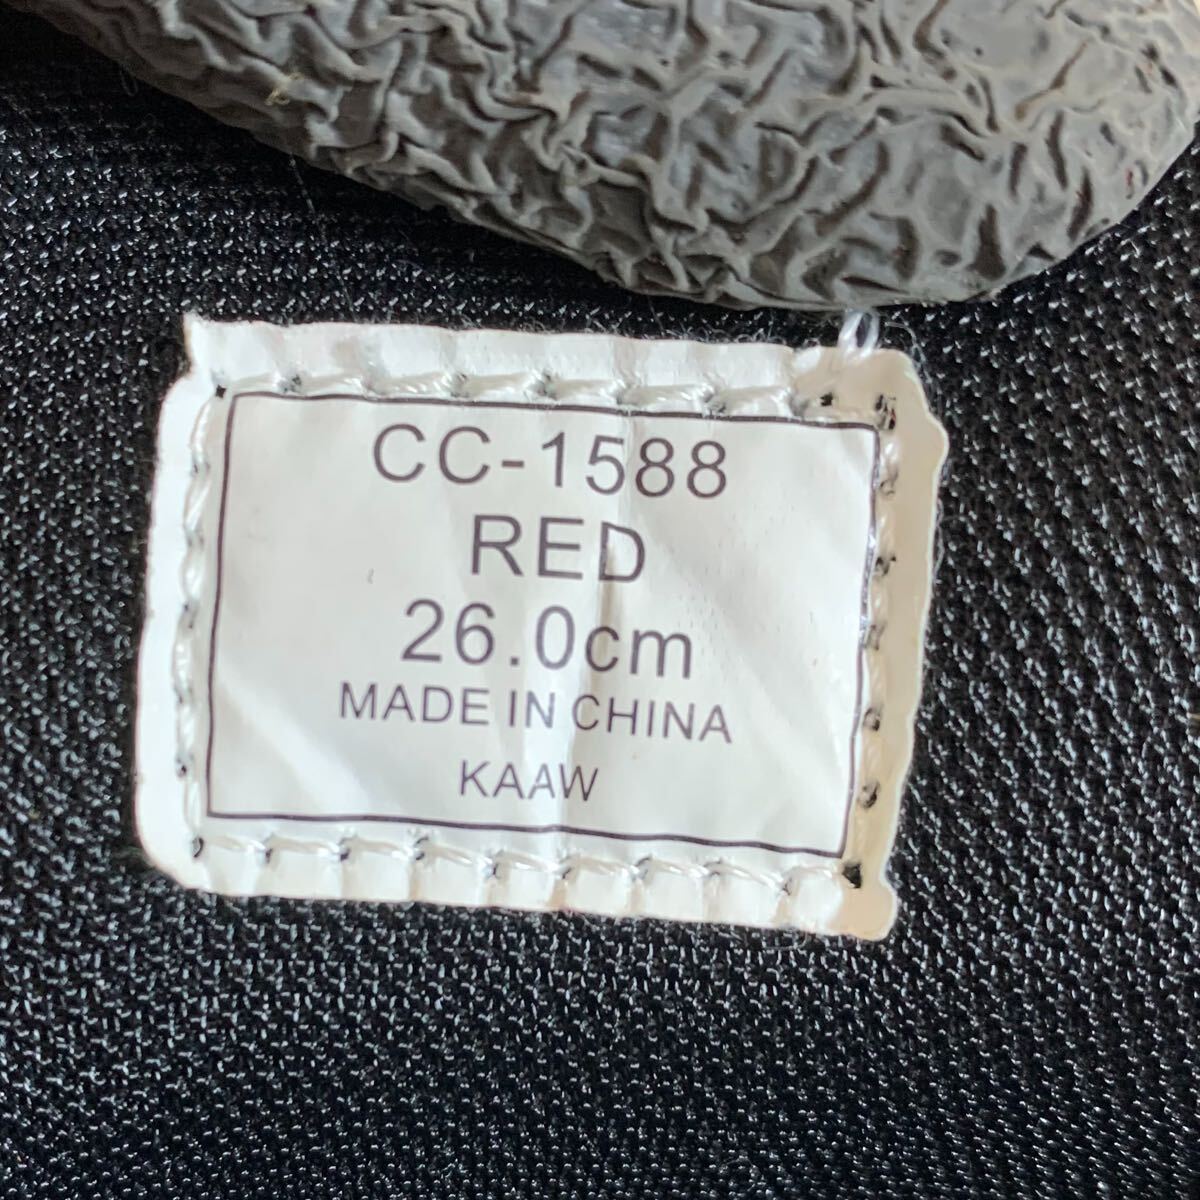 CC-1588
RED
26.0cm
MADE IN CHINA
KAAW